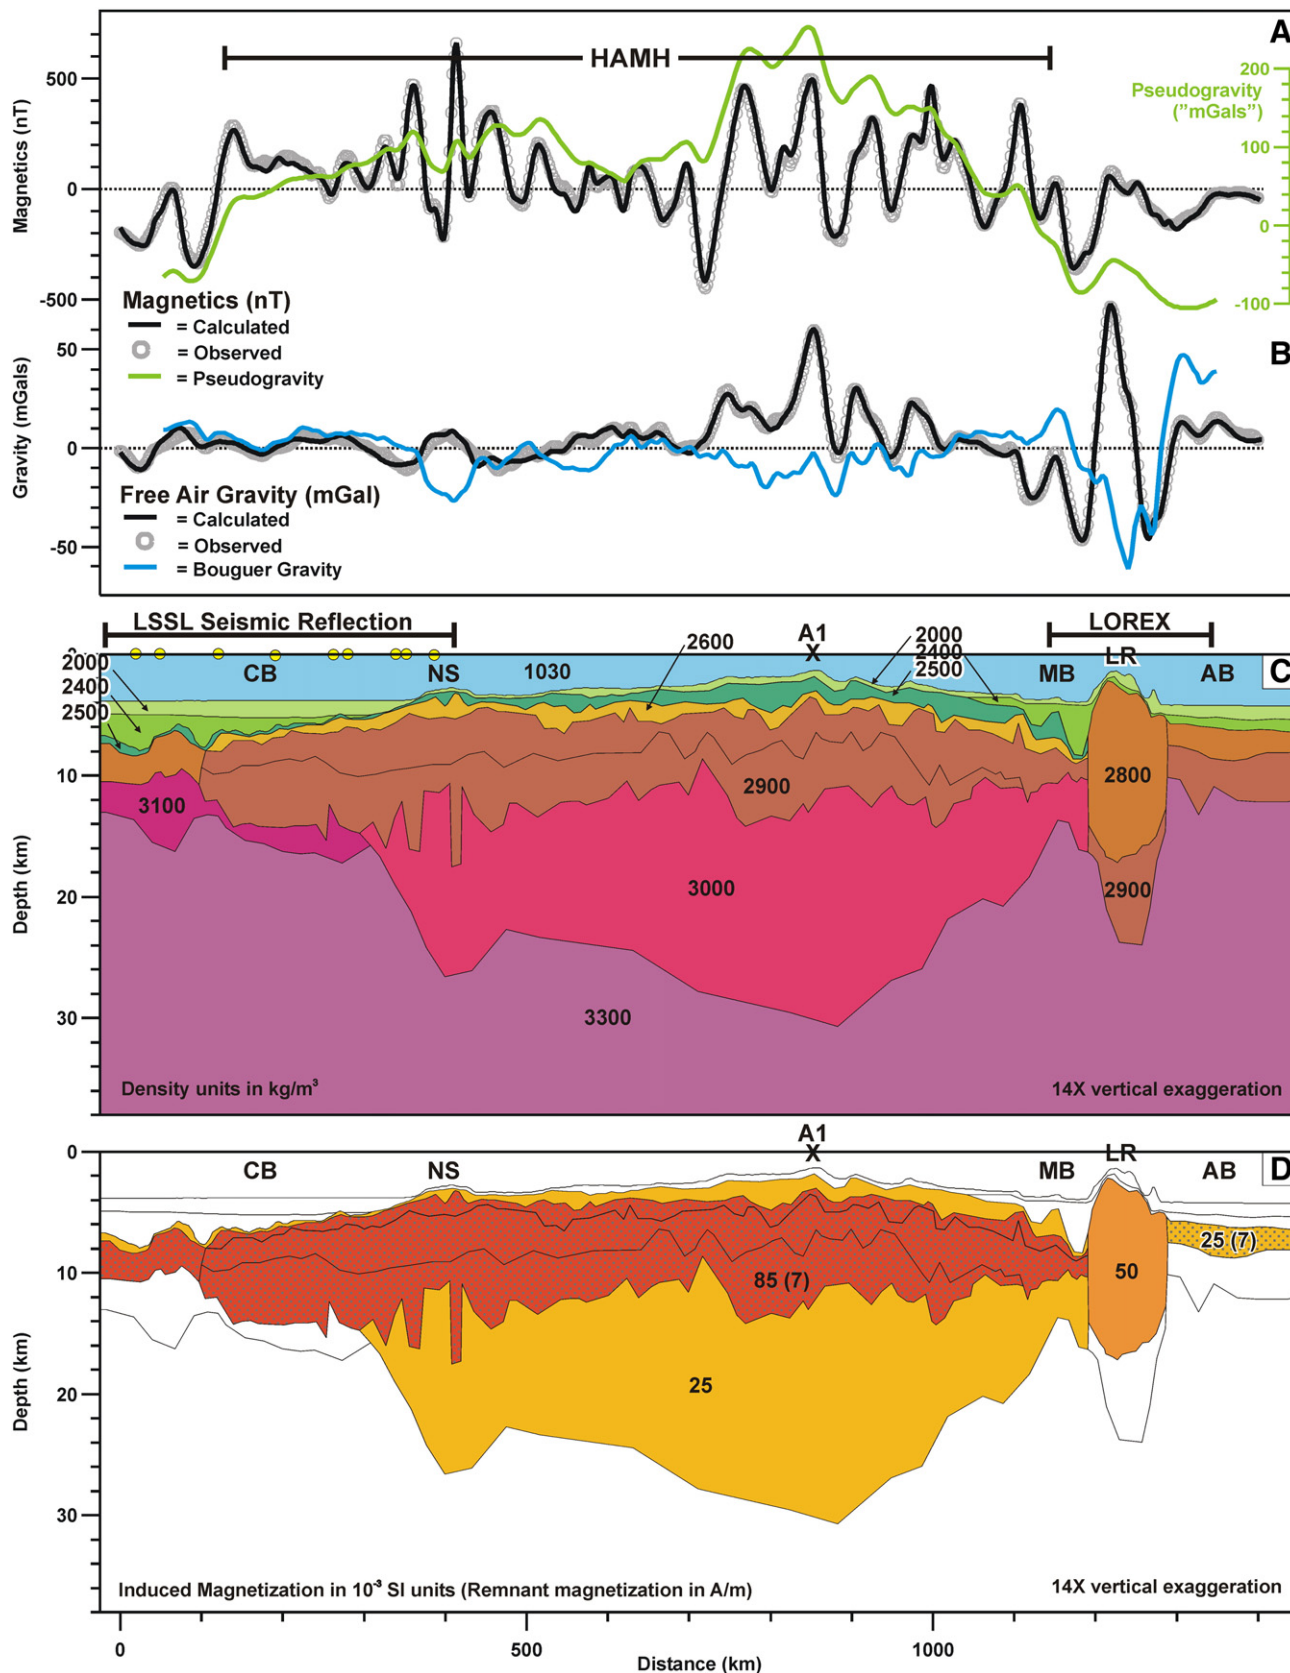 A
HAMH
500
0
-500
Magnetics (nT)
200
100
0
-100
Pseudogravity
("mGals")
Magnetics (nT)
= Calculated
= Observed
= Pseudogravity
B
50
0
-50
Gravity (mGals)
Free Air Gravity (mGal)
= Calculated
= Observed
= Bouguer Gravity
LSSL Seismic Reflection
LOREX
A1
X
2600
2000
2400
2500
C
CB
NS
1030
MB
LR
AB
2000
2400
2500
10
20
30
Depth (km)
3100
2900
2800
3000
2900
3300
Density units in kg/m³
14X vertical exaggeration
A1
X
D
CB
NS
MB
LR
AB
0
10
20
30
Depth (km)
25 (7)
85 (7)
50
25
Induced Magnetization in 10⁻³ SI units (Remnant magnetization in A/m)
14X vertical exaggeration
0
500
1000
Distance (km)